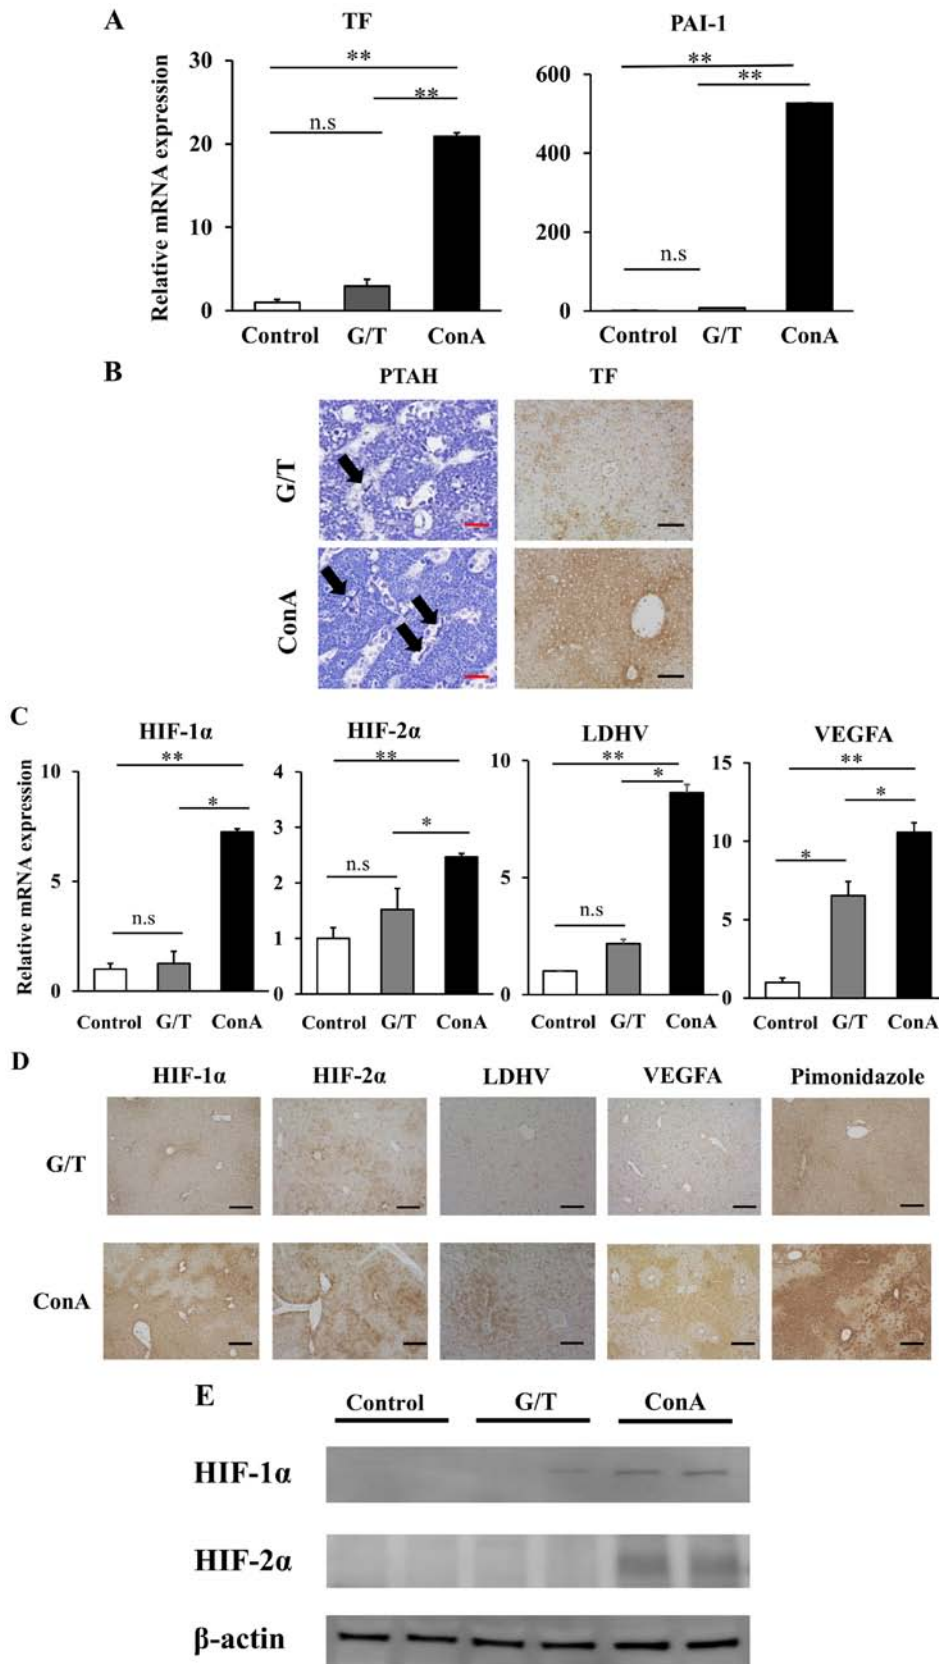 A
TF
PAI-1
Relative mRNA expression
30
20
10
0
**
**
n.s
Control G/T ConA
600
400
200
0
**
**
n.s
Control G/T ConA
B
PTAH TF
G/T
ConA
C
HIF-1α HIF-2α LDHV VEGFA
Relative mRNA expression
10
5
0
**
*
n.s
Control G/T ConA
4
3
2
1
0
**
*
n.s
Control G/T ConA
10
5
0
**
*
n.s
Control G/T ConA
15
10
5
0
**
*
*
Control G/T ConA
D
HIF-1α HIF-2α LDHV VEGFA Pimonidazole
G/T
ConA
E
Control G/T ConA
HIF-1α
HIF-2α
β-actin